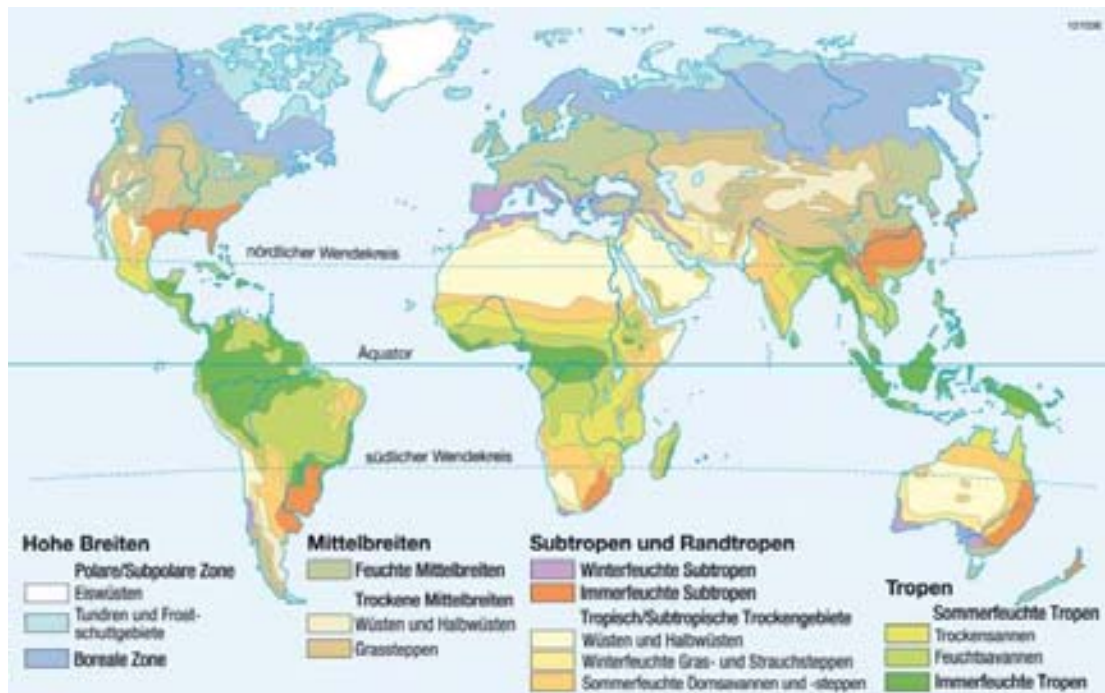 nördlicher Wendekreis
Äquator
südlicher Wendekreis
Hohe Breiten
Polare/Subpolare Zone
Eiswüsten
Tundren und Frost-
schuttgebiete
Boreale Zone
Mittelbreiten
Feuchte Mittelbreiten
Trockene Mittelbreiten
Wüsten und Halbwüsten
Grassteppen
Subtropen und Randtropen
Winterfeuchte Subtropen
Immerfeuchte Subtropen
Tropisch/Subtropische Trockengebiete
Wüsten und Halbwüsten
Winterfeuchte Gras- und Strauchsteppen
Sommerfeuchte Dornsavannen und -steppen
Tropen
Sommerfeuchte Tropen
Trockensannen
Feuchtsavannen
Immerfeuchte Tropen